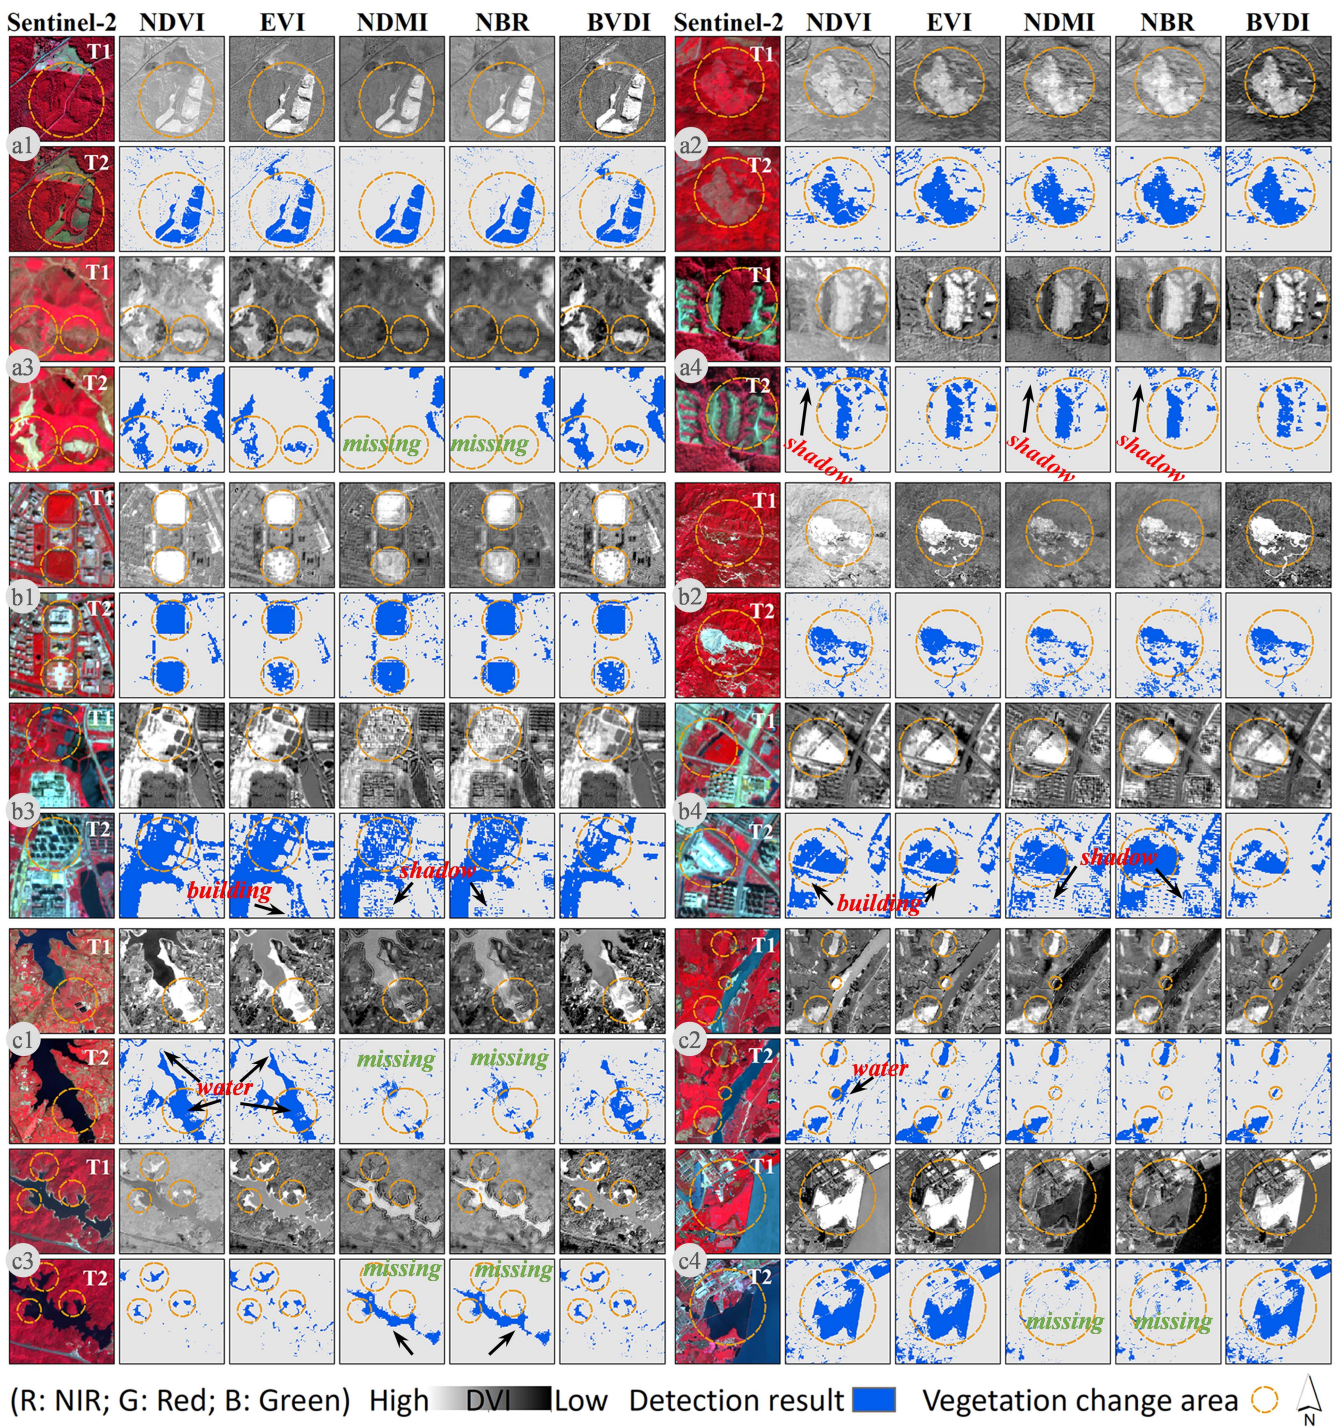 Sentinel-2 NDVI EVI NDMI NBR BVDI Sentinel-2 NDVI EVI NDMI NBR BVDI
T1 T1
a1 a2
T2 T2
T1 T1
a3 a4
T2 T2
missing missing
shadow shadow shadow
T1 T1
b1 b2
T2 T2
T1 T1
b3 b4
T2 T2
building shadow building shadow
T1 T1
c1 c2
T2 T2
water missing missing water
T1 T1
c3 c4
T2 T2
missing missing missing missing
(R: NIR; G: Red; B: Green) High DVI Low Detection result Vegetation change area N